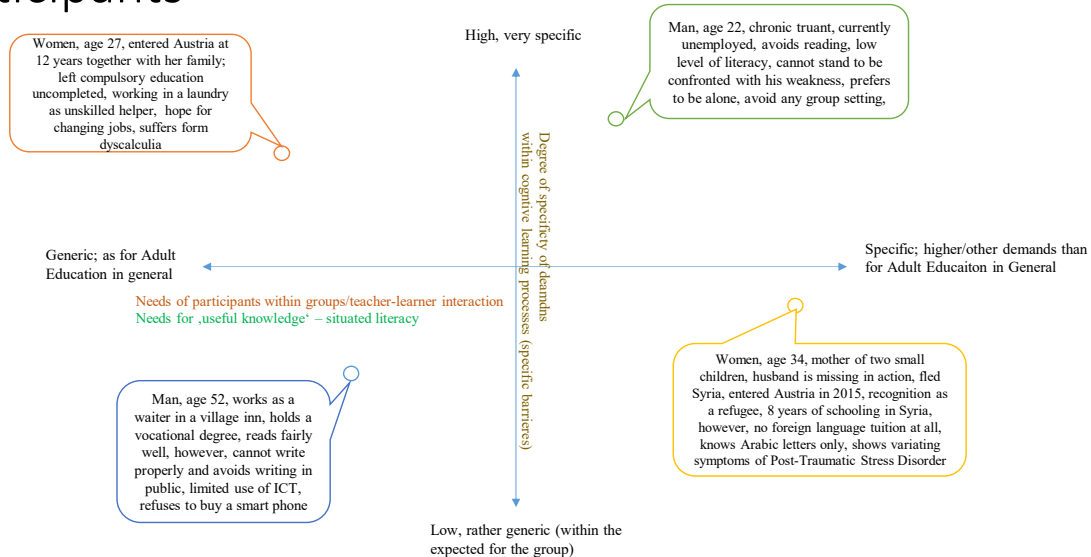 Women, age 27, entered Austria at
12 years together with her family;
left compulsory education
uncompleted, working in a laundry
as unskilled helper,  hope for
changing jobs, suffers form
dyscalculia
High, very specific
Man, age 22, chronic truant, currently
unemployed, avoids reading, low
level of literacy, cannot stand to be
confronted with his weakness, prefers
to be alone, avoid any group setting,
Degree of specificty of deamdns
within cogntive learning processes (specific barrieres)
Generic; as for Adult
Education in general
Specific; higher/other demands than
for Adult Educaiton in General
Needs of participants within groups/teacher-learner interaction
Needs for ‚useful knowledge‘ – situated literacy
Man, age 52, works as a
waiter in a village inn, holds a
vocational degree, reads fairly
well, however, cannot write
properly and avoids writing in
public, limited use of ICT,
refuses to buy a smart phone
Women, age 34, mother of two small
children, husband is missing in action, fled
Syria, entered Austria in 2015, recognition as
a refugee, 8 years of schooling in Syria,
however, no foreign language tuition at all,
knows Arabic letters only, shows variating
symptoms of Post-Traumatic Stress Disorder
Low, rather generic (within the
expected for the group)